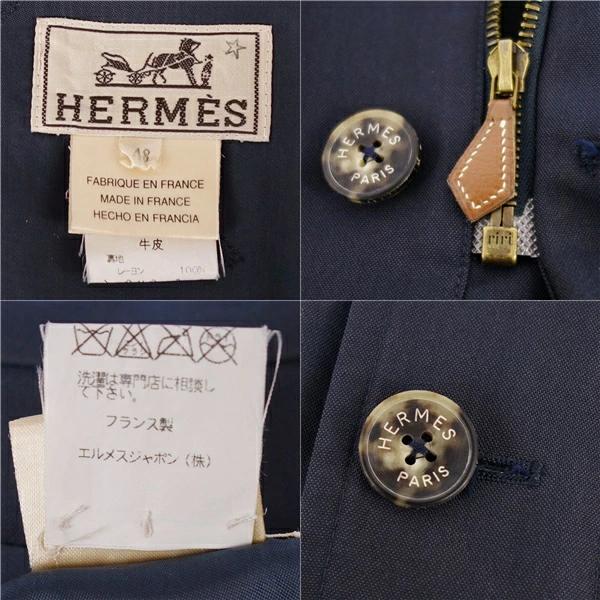 HERMÈS
48
FABRIQUE EN FRANCE
MADE IN FRANCE
HECHO EN FRANCIA
牛皮
裏地
レーヨン 100%
HERMES
PARIS
riri
洗濯は専門店に相談し
て下さい。
フランス製
エルメスジャポン（株）
HERMES
PARIS